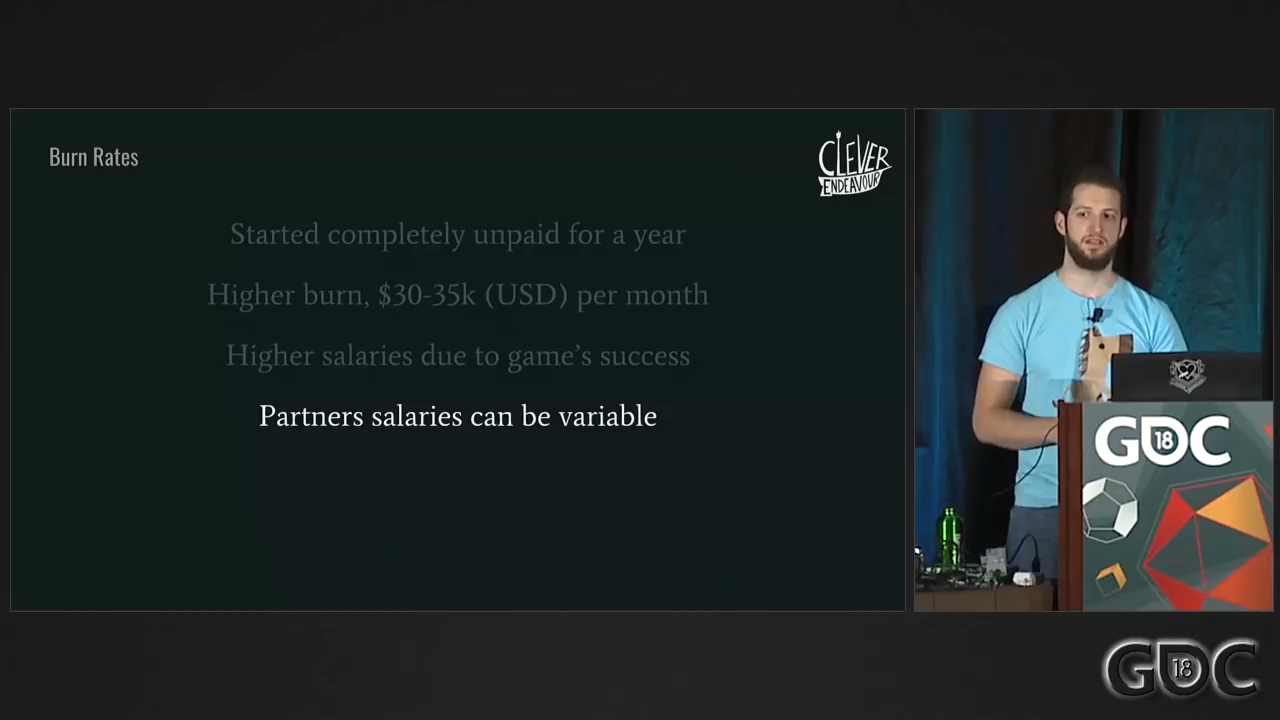 Burn Rates
CLEVER
ENDEAVOUR
Started completely unpaid for a year
Higher burn, $30-35k (USD) per month
Higher salaries due to game's success
Partners salaries can be variable
GDC
18
GDC
18